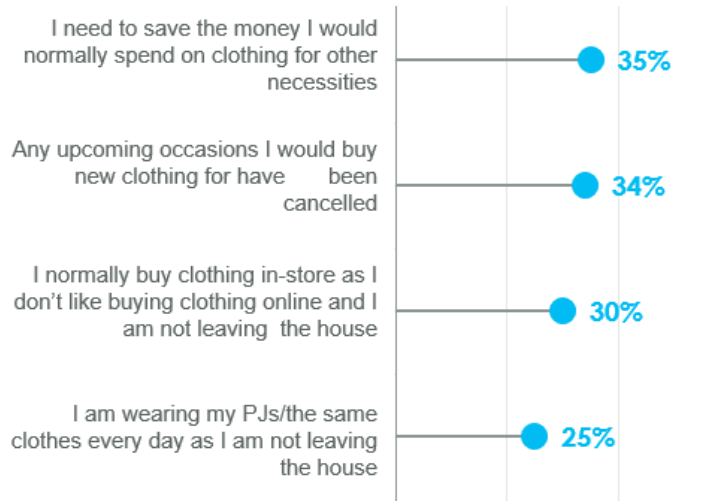 I need to save the money I would
normally spend on clothing for other
necessities
35%
Any upcoming occasions I would buy
new clothing for have been
cancelled
34%
I normally buy clothing in-store as I
don't like buying clothing online and I
am not leaving the house
30%
I am wearing my PJs/the same
clothes every day as I am not leaving
the house
25%